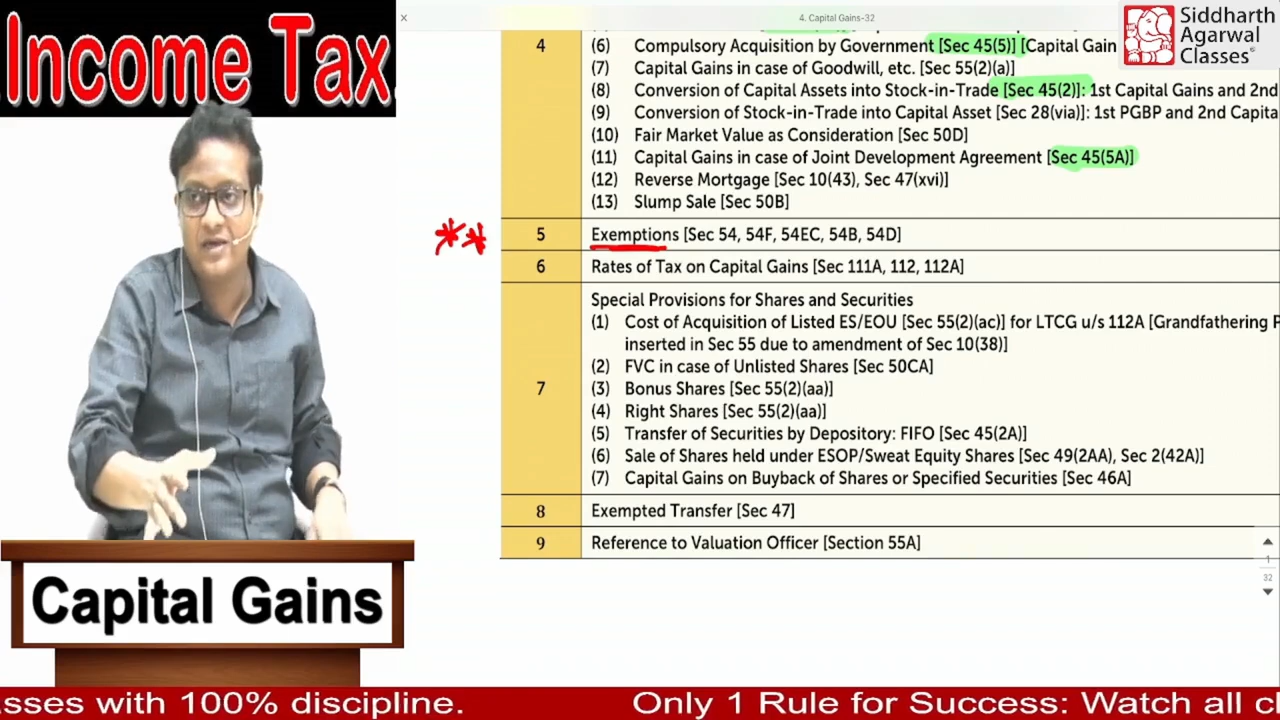 Income Tax.
4. Capital Gains-32
Siddharth
Agarwal
Classes
4
(6) Compulsory Acquisition by Government [Sec 45(5)] [Capital Gain
(7) Capital Gains in case of Goodwill, etc. [Sec 55(2)(a)]
(8) Conversion of Capital Assets into Stock-in-Trade [Sec 45(2)]: 1st Capital Gains and 2nd
(9) Conversion of Stock-in-Trade into Capital Asset [Sec 28(via)]: 1st PGBP and 2nd Capita
(10) Fair Market Value as Consideration [Sec 50D]
(11) Capital Gains in case of Joint Development Agreement [Sec 45(5A)]
(12) Reverse Mortgage [Sec 10(43), Sec 47(xvi)]
(13) Slump Sale [Sec 50B]
** 5 Exemptions [Sec 54, 54F, 54EC, 54B, 54D]
6 Rates of Tax on Capital Gains [Sec 111A, 112, 112A]
7
Special Provisions for Shares and Securities
(1) Cost of Acquisition of Listed ES/EOU [Sec 55(2)(ac)] for LTCG u/s 112A [Grandfathering P
inserted in Sec 55 due to amendment of Sec 10(38)]
(2) FVC in case of Unlisted Shares [Sec 50CA]
(3) Bonus Shares [Sec 55(2)(aa)]
(4) Right Shares [Sec 55(2)(aa)]
(5) Transfer of Securities by Depository: FIFO [Sec 45(2A)]
(6) Sale of Shares held under ESOP/Sweat Equity Shares [Sec 49(2AA), Sec 2(42A)]
(7) Capital Gains on Buyback of Shares or Specified Securities [Sec 46A]
8 Exempted Transfer [Sec 47]
9 Reference to Valuation Officer [Section 55A]
1
32
Capital Gains
asses with 100% discipline. Only 1 Rule for Success: Watch all cl